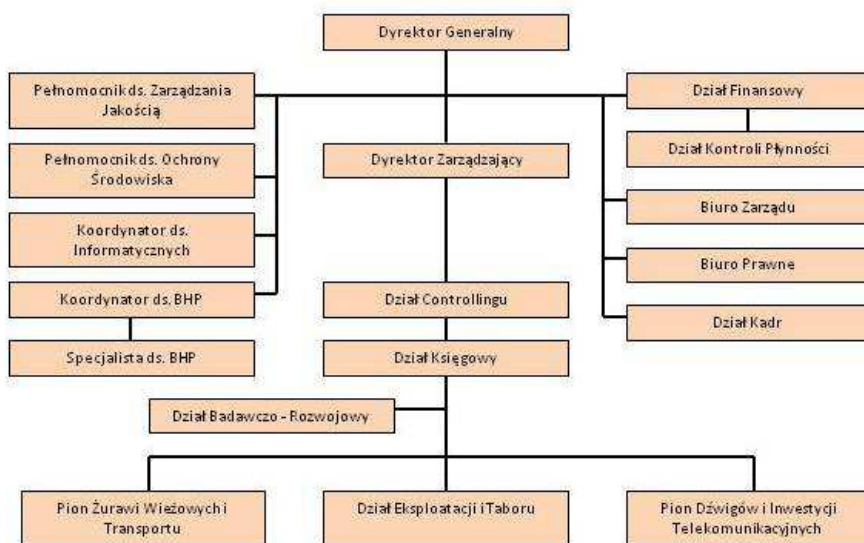 Dyrektor Generalny
Pełnomocnik ds. Zarządzania
Jakością
Dział Finansowy
Pełnomocnik ds. Ochrony
Środowiska
Dyrektor Zarządzający
Dział Kontroli Płynności
Koordynator ds.
Informatycznych
Biuro Zarządu
Biuro Prawne
Koordynator ds. BHP
Dział Controllingu
Dział Kadr
Specjalista ds. BHP
Dział Księgowy
Dział Badawczo - Rozwojowy
Pion Żurawi Wieżowych i
Transportu
Dział Eksploatacji i Taboru
Pion Dźwigów i Inwestycji
Telekomunikacyjnych